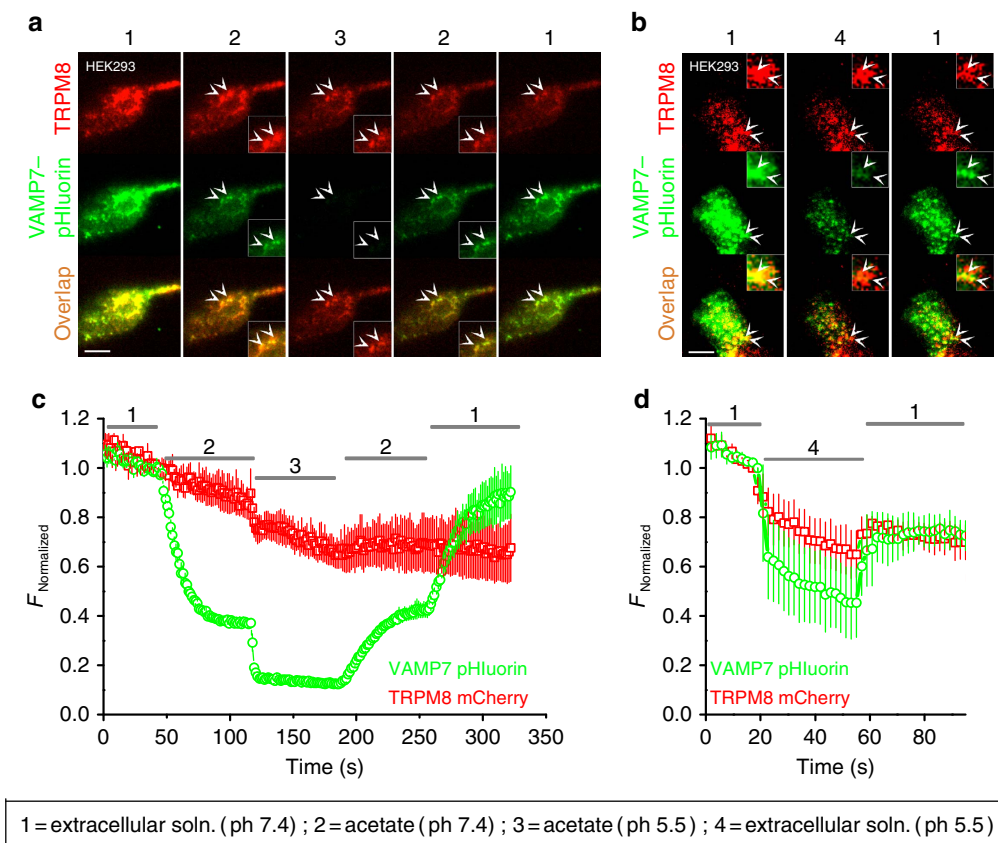 a
b
1 2 3 2 1
1 4 1
HEK293
HEK293
TRPM8
VAMP7–
pHluorin
Overlap
TRPM8
VAMP7–
pHluorin
Overlap
c
1.2
1.0
0.8
0.6
0.4
0.2
0.0
F Normalized
1
2
3
2
1
VAMP7 pHluorin
TRPM8 mCherry
0 50 100 150 200 250 300 350
Time (s)
d
1.2
1.0
0.8
0.6
0.4
0.2
0.0
F Normalized
1
4
1
VAMP7 pHluorin
TRPM8 mCherry
0 20 40 60 80
Time (s)
1 = extracellular soln. ( ph 7.4 ) ; 2 = acetate ( ph 7.4 ) ; 3 = acetate ( ph 5.5 ) ; 4 = extracellular soln. ( ph 5.5 )